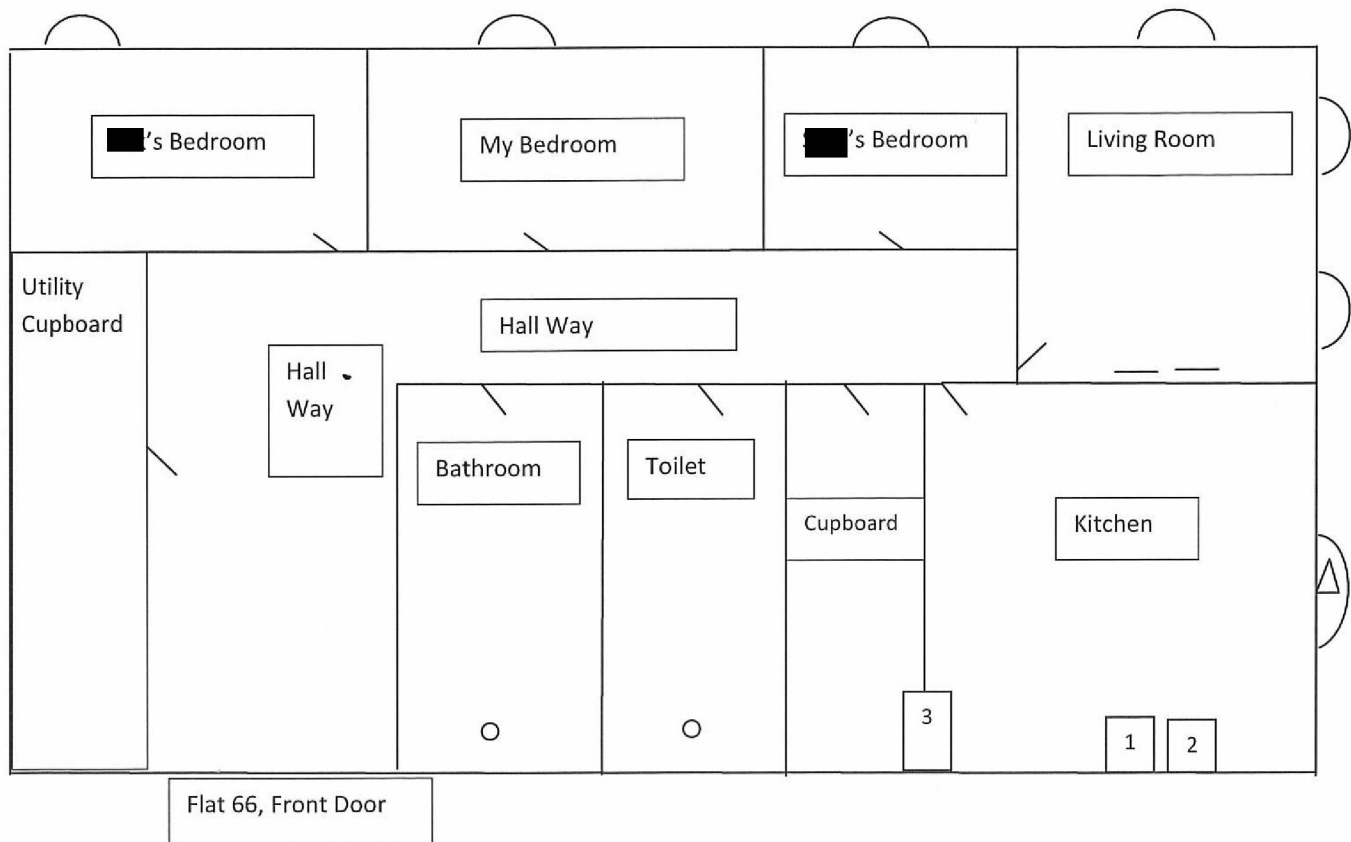 's Bedroom
My Bedroom
's Bedroom
Living Room
Utility
Cupboard
Hall Way
Hall
Way
Bathroom
Toilet
Cupboard
Kitchen
3
1
2
Flat 66, Front Door